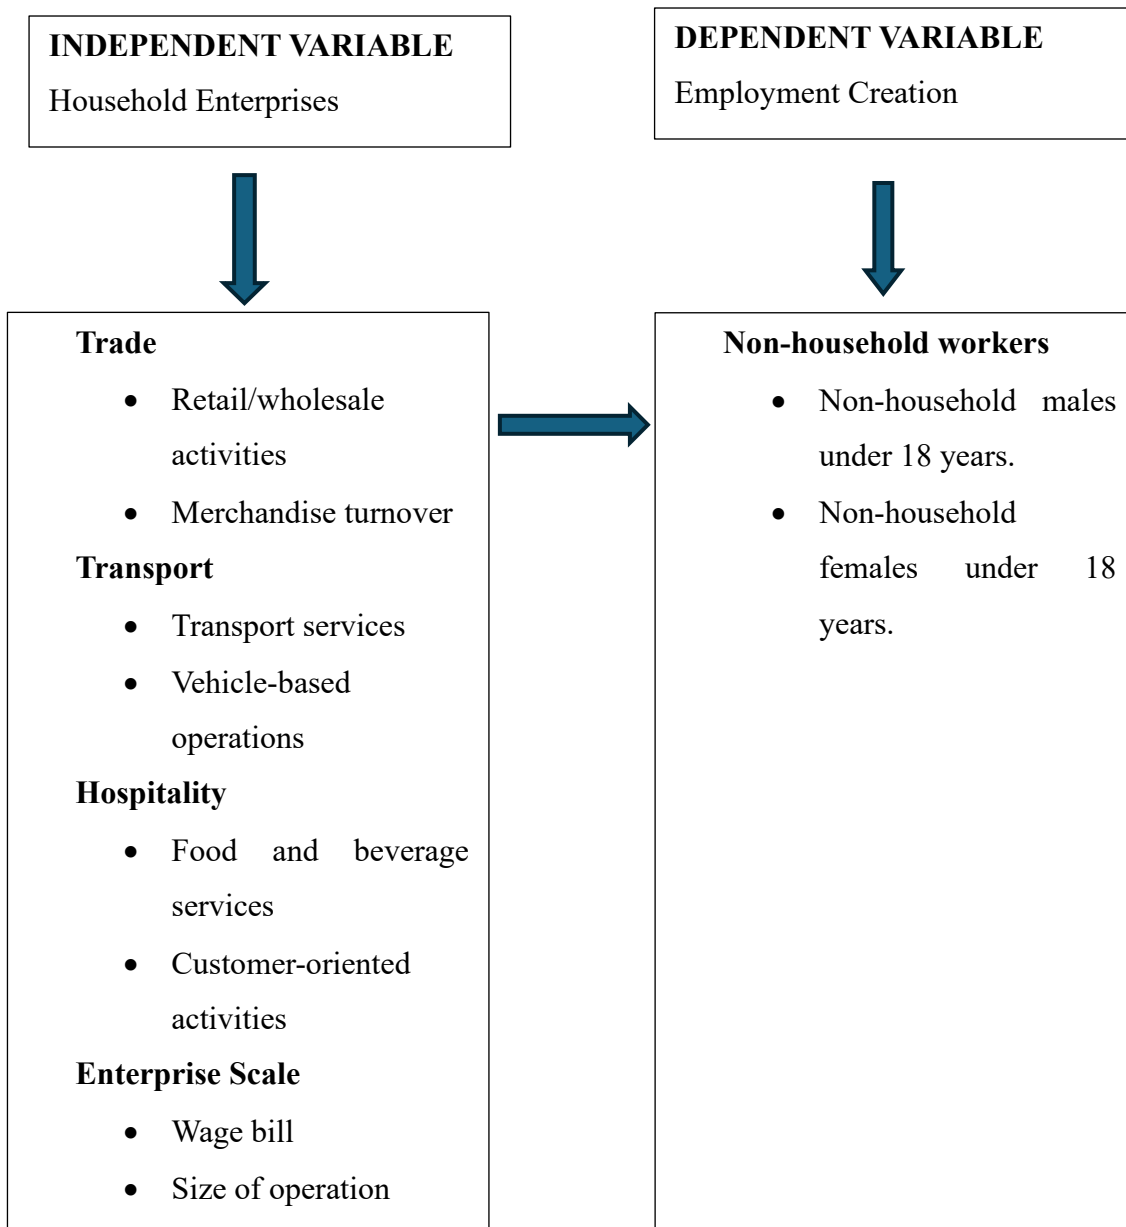 INDEPENDENT VARIABLE
Household Enterprises
DEPENDENT VARIABLE
Employment Creation
Trade
• Retail/wholesale
activities
• Merchandise turnover
Transport
• Transport services
• Vehicle-based
operations
Hospitality
• Food and beverage
services
• Customer-oriented
activities
Enterprise Scale
• Wage bill
• Size of operation
Non-household workers
• Non-household males
under 18 years.
• Non-household
females under 18
years.